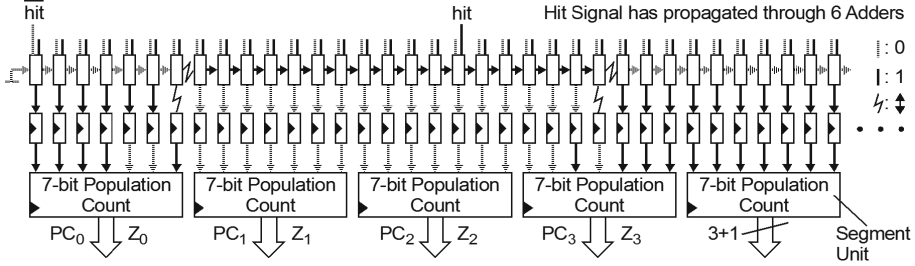 hit
hit
Hit Signal has propagated through 6 Adders
: 0
: 1
:
7-bit Population Count
7-bit Population Count
7-bit Population Count
7-bit Population Count
7-bit Population Count
PC0 Z0
PC1 Z1
PC2 Z2
PC3 Z3
3+1
Segment Unit